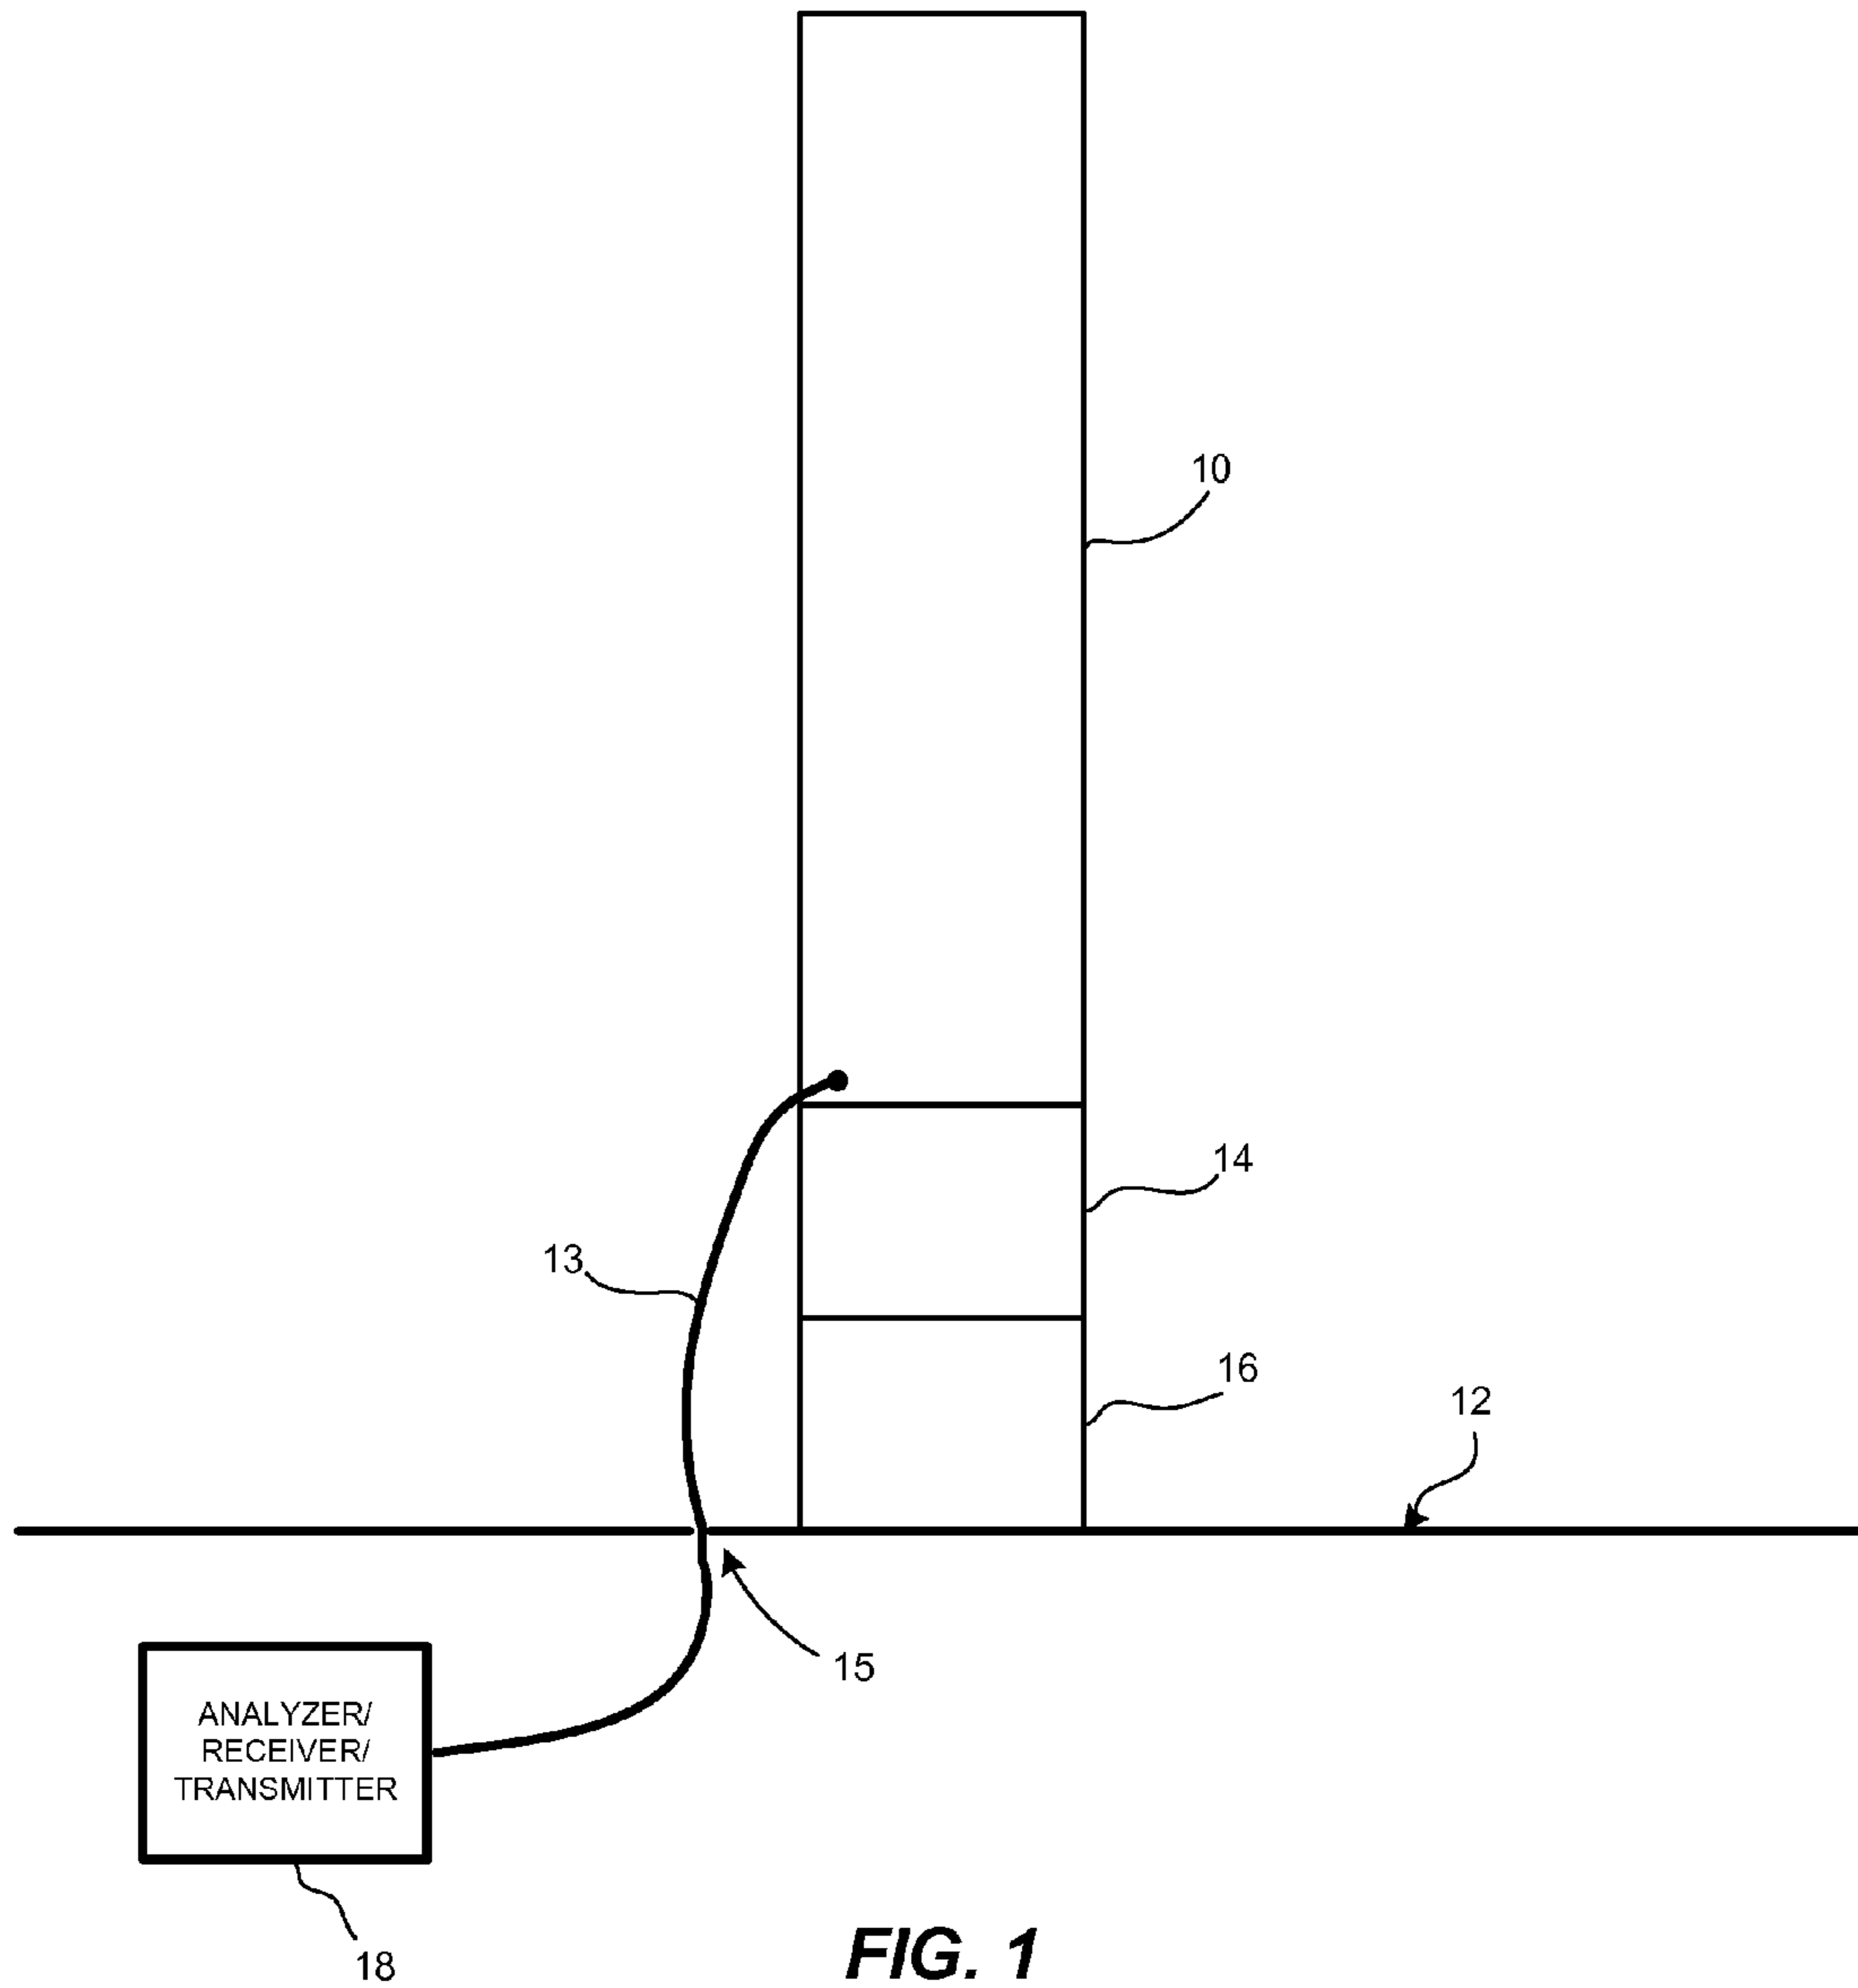 10
14
13
16
12
15
ANALYZER/
RECEIVER/
TRANSMITTER
18
FIG. 1